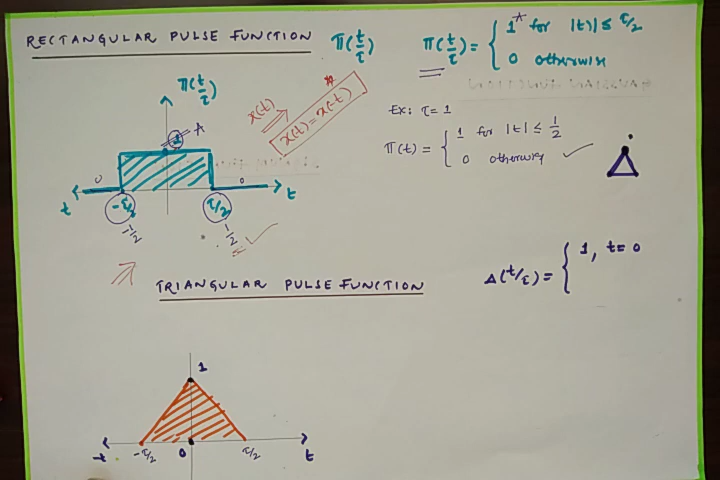 RECTANGULAR PULSE FUNCTION Π(t/τ)
Π(t/τ) = { 1 A for |t| ≤ τ/2
0 otherwise
Π(t/τ)
1 A
0 0
t -τ/2 τ/2 t
-1/2 1/2
x(t)
x(t) = x(-t)
Ex: τ = 1
Π(t) = { 1 for |t| ≤ 1/2
0 otherwise
TRIANGULAR PULSE FUNCTION
Δ(t/τ) = { 1, t = 0
1
-t -τ/2 0 τ/2 t